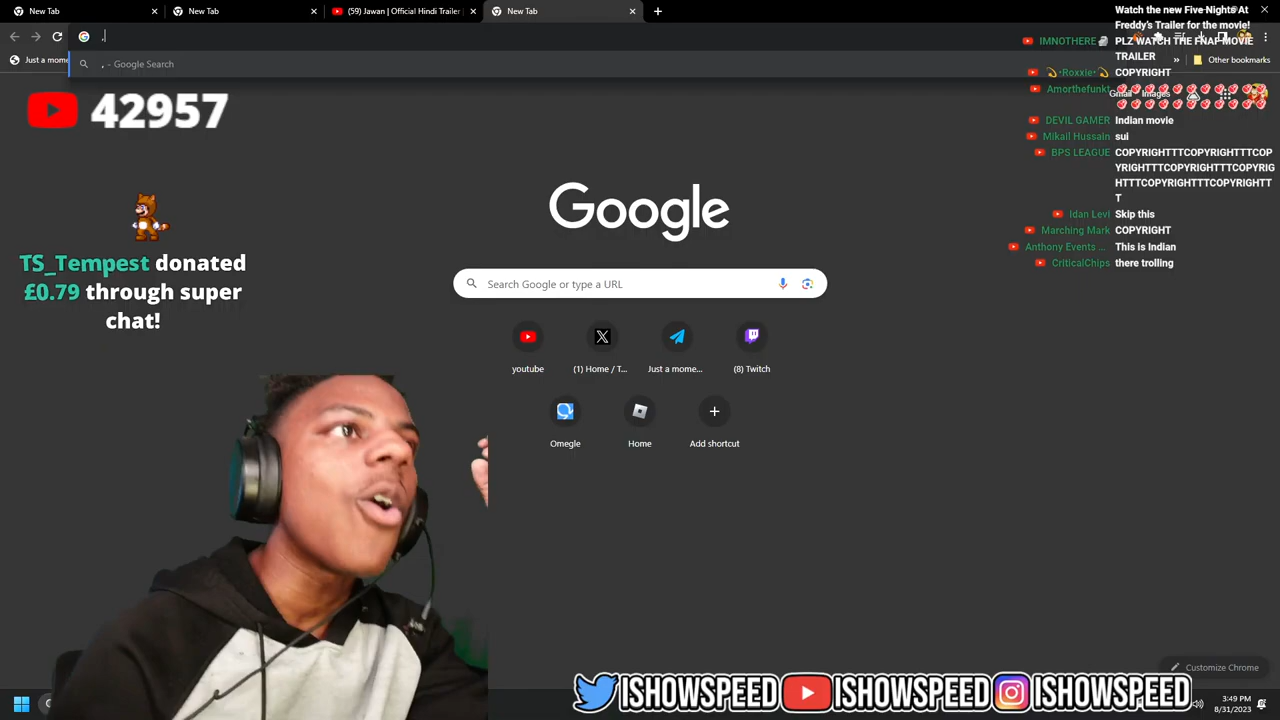 New Tab
New Tab
(59) Jawan | Official Hindi Trailer
New Tab
.
Just a mome
, - Google Search
Other bookmarks
Gmail
Images
42957
TS_Tempest donated
£0.79 through super
chat!
Google
Search Google or type a URL
youtube
(1) Home / T...
Just a mome...
(8) Twitch
Omegle
Home
Add shortcut
Watch the new Five Nights At
Freddy's Trailer for the movie!
IMNOTHERE PLZ WATCH THE FNAF MOVIE
TRAILER
Roxxie COPYRIGHT
Amorthefunkt
DEVIL GAMER Indian movie
Mikail Hussain sui
BPS LEAGUE COPYRIGHTTTCOPYRIGHTTTCOP
YRIGHTTTCOPYRIGHTTTCOPYRIG
HTTTCOPYRIGHTTTCOPYRIGHTT
T
Idan Levi Skip this
Marching Mark COPYRIGHT
Anthony Events ... This is Indian
CriticalChips there trolling
Customize Chrome
ISHOWSPEED ISHOWSPEED ISHOWSPEED
3:49 PM
8/31/2023